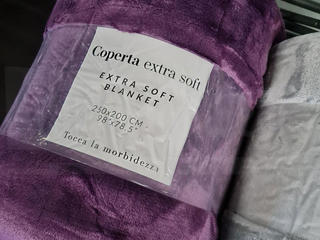 Coperta extra soft
EXTRA SOFT
BLANKET
250x200 CM -
98"x78.5"
Tocca la morbidezza